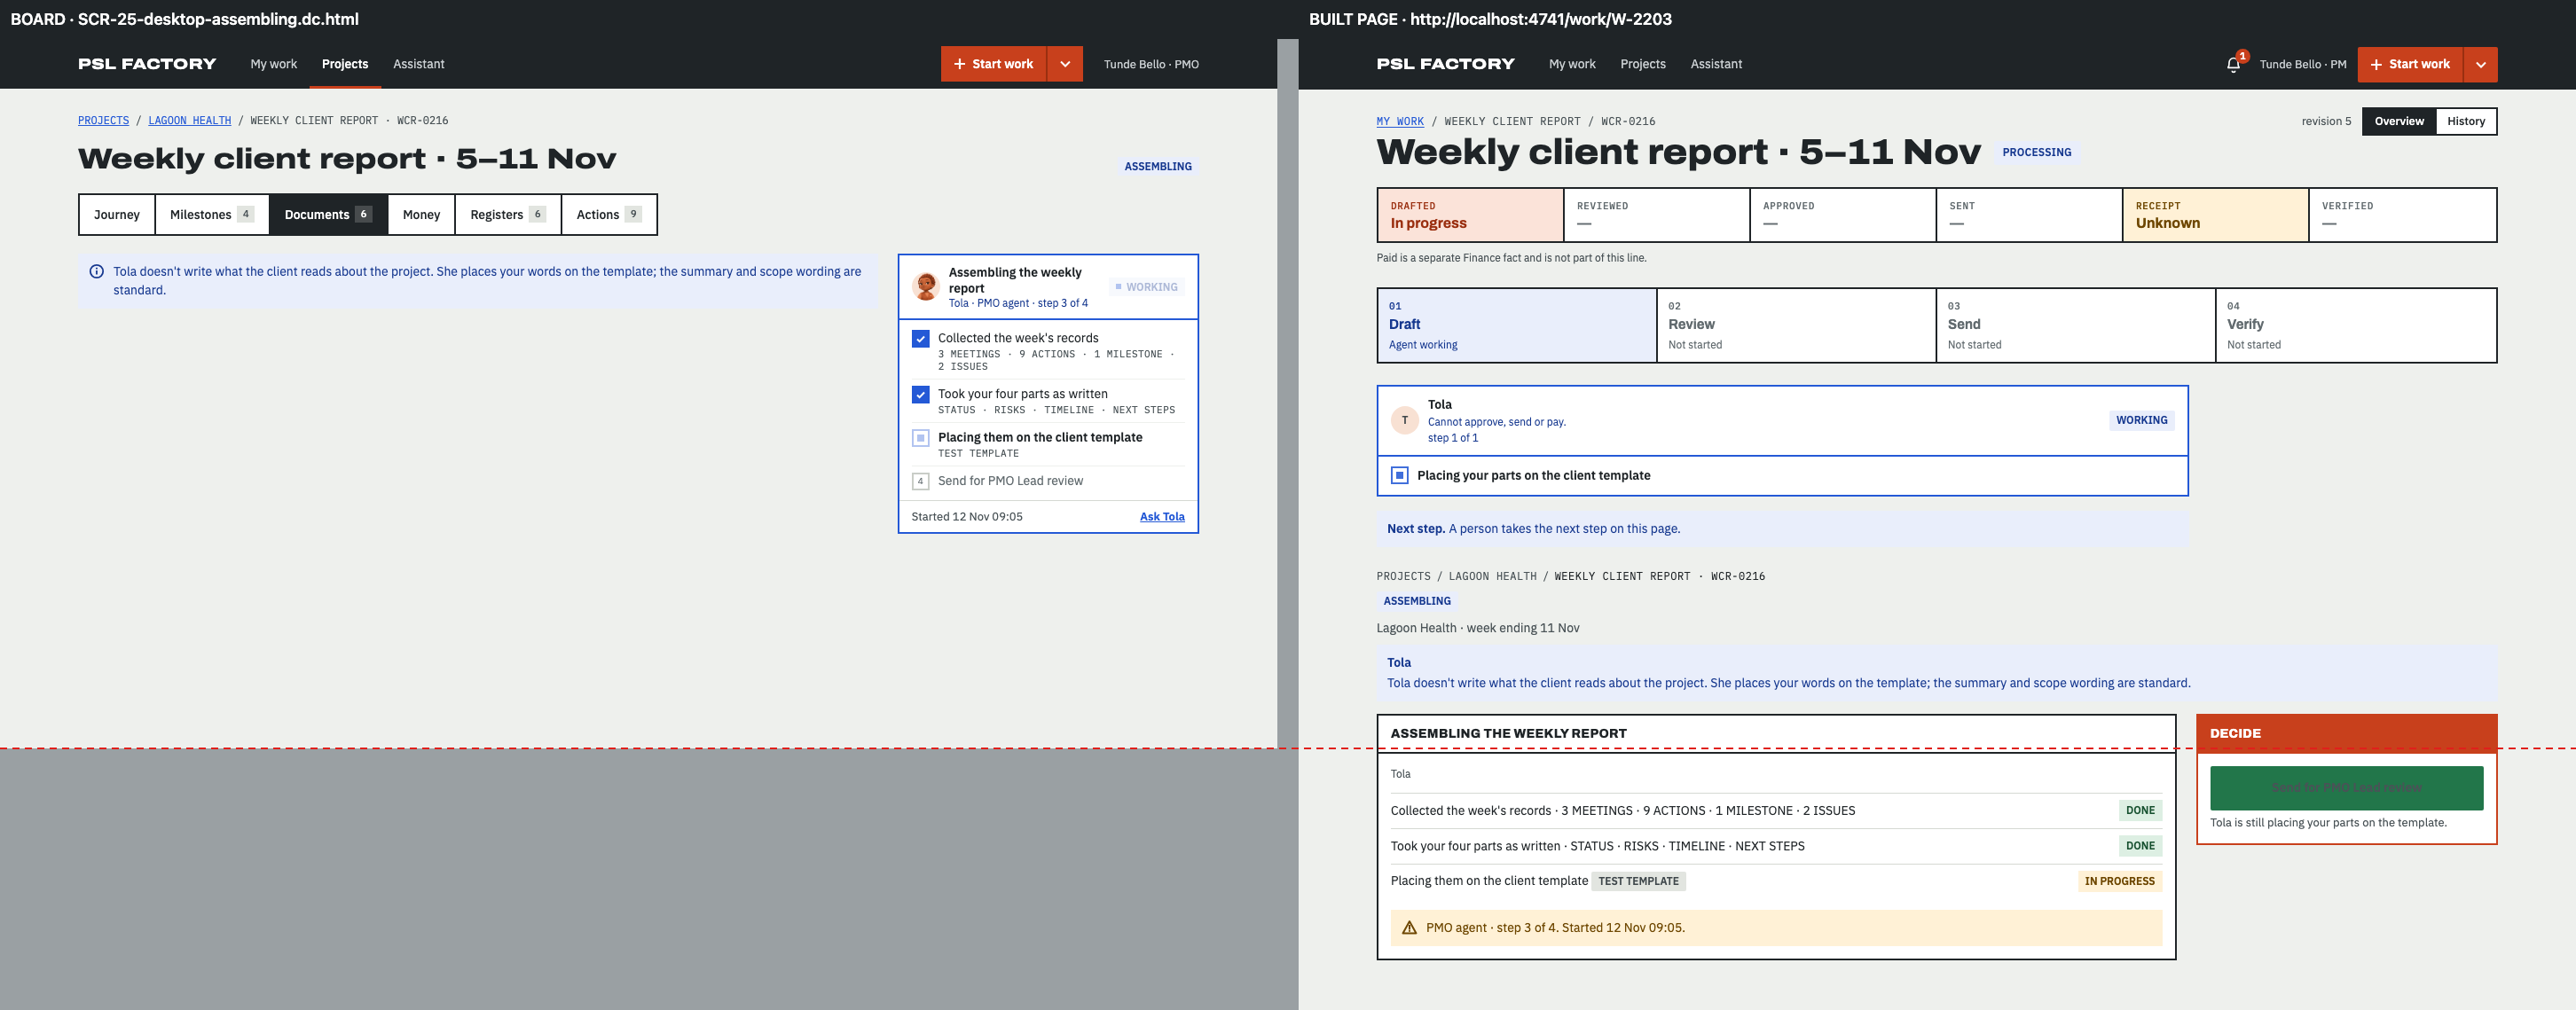 BOARD · SCR-25-desktop-assembling.dc.html
PSL FACTORY
My work
Projects
Assistant
+ Start work
Tunde Bello · PMO
PROJECTS / LAGOON HEALTH / WEEKLY CLIENT REPORT · WCR-0216
Weekly client report · 5–11 Nov
ASSEMBLING
Journey
Milestones 4
Documents 6
Money
Registers 6
Actions 9
Tola doesn't write what the client reads about the project. She places your words on the template; the summary and scope wording are
standard.
Assembling the weekly
report
Tola · PMO agent · step 3 of 4
WORKING
Collected the week's records
3 MEETINGS · 9 ACTIONS · 1 MILESTONE ·
2 ISSUES
Took your four parts as written
STATUS · RISKS · TIMELINE · NEXT STEPS
Placing them on the client template
TEST TEMPLATE
4 Send for PMO Lead review
Started 12 Nov 09:05
Ask Tola
BUILT PAGE · http://localhost:4741/work/W-2203
PSL FACTORY
My work
Projects
Assistant
1
Tunde Bello · PM
+ Start work
MY WORK / WEEKLY CLIENT REPORT / WCR-0216
revision 5
Overview
History
Weekly client report · 5–11 Nov
PROCESSING
DRAFTED
In progress
REVIEWED
—
APPROVED
—
SENT
—
RECEIPT
Unknown
VERIFIED
—
Paid is a separate Finance fact and is not part of this line.
01
Draft
Agent working
02
Review
Not started
03
Send
Not started
04
Verify
Not started
T
Tola
Cannot approve, send or pay.
step 1 of 1
WORKING
Placing your parts on the client template
Next step. A person takes the next step on this page.
PROJECTS / LAGOON HEALTH / WEEKLY CLIENT REPORT · WCR-0216
ASSEMBLING
Lagoon Health · week ending 11 Nov
Tola
Tola doesn't write what the client reads about the project. She places your words on the template; the summary and scope wording are standard.
ASSEMBLING THE WEEKLY REPORT
Tola
Collected the week's records · 3 MEETINGS · 9 ACTIONS · 1 MILESTONE · 2 ISSUES
DONE
Took your four parts as written · STATUS · RISKS · TIMELINE · NEXT STEPS
DONE
Placing them on the client template TEST TEMPLATE
IN PROGRESS
PMO agent · step 3 of 4. Started 12 Nov 09:05.
DECIDE
Send for PMO Lead review
Tola is still placing your parts on the template.